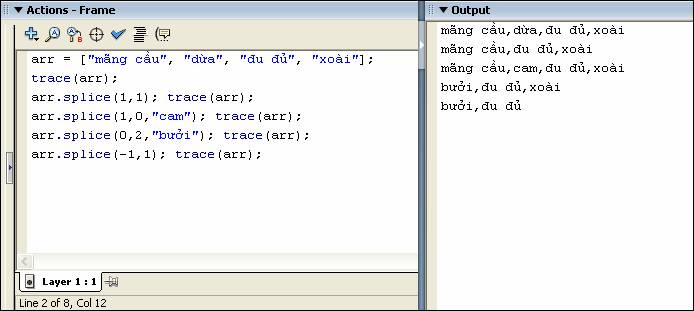 Actions - Frame
arr = ["mãng cầu", "dừa", "đu đủ", "xoài"];
trace(arr);
arr.splice(1,1); trace(arr);
arr.splice(1,0,"cam"); trace(arr);
arr.splice(0,2,"bưởi"); trace(arr);
arr.splice(-1,1); trace(arr);
Layer 1 : 1
Line 2 of 8, Col 12
Output
mãng cầu,dừa,đu đủ,xoài
mãng cầu,đu đủ,xoài
mãng cầu,cam,đu đủ,xoài
bưởi,đu đủ,xoài
bưởi,đu đủ